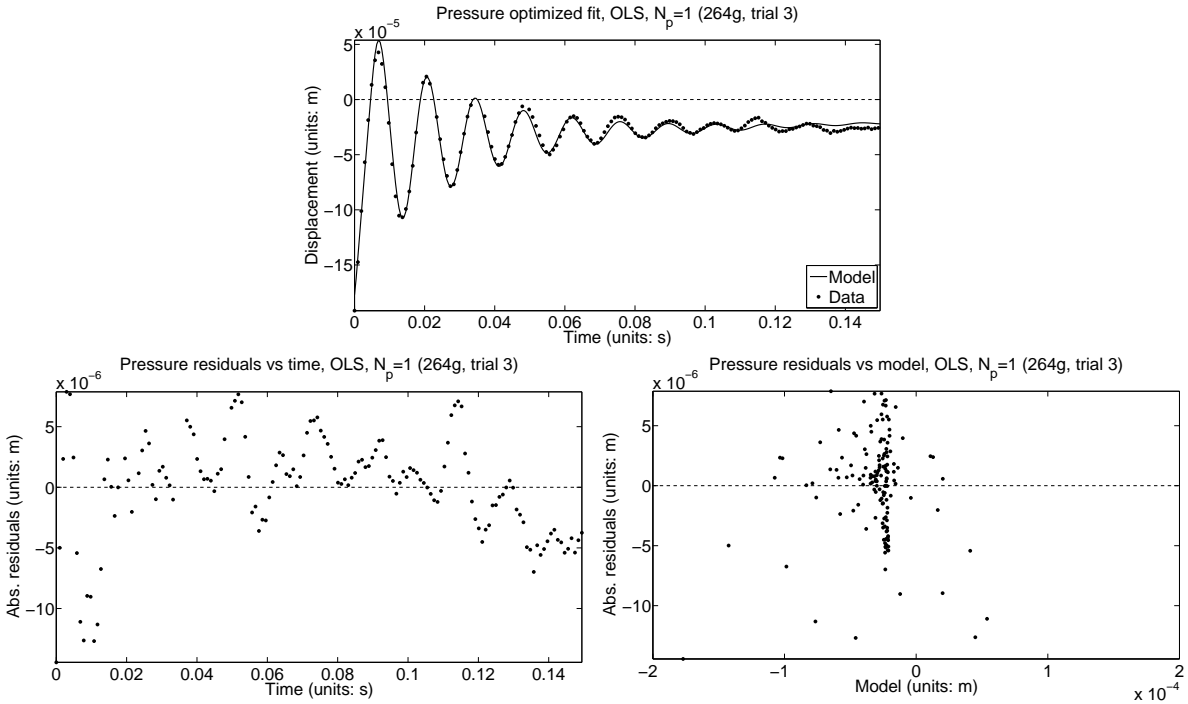 Pressure optimized fit, OLS, Np=1 (264g, trial 3)
x 10−5
5
0
−5
−10
−15
Displacement (units: m)
Model
Data
0 0.02 0.04 0.06 0.08 0.1 0.12 0.14
Time (units: s)
Pressure residuals vs time, OLS, Np=1 (264g, trial 3)
x 10−6
5
0
−5
−10
Abs. residuals (units: m)
0 0.02 0.04 0.06 0.08 0.1 0.12 0.14
Time (units: s)
Pressure residuals vs model, OLS, Np=1 (264g, trial 3)
x 10−6
5
0
−5
−10
Abs. residuals (units: m)
−2 −1 0 1 2
Model (units: m)
x 10−4